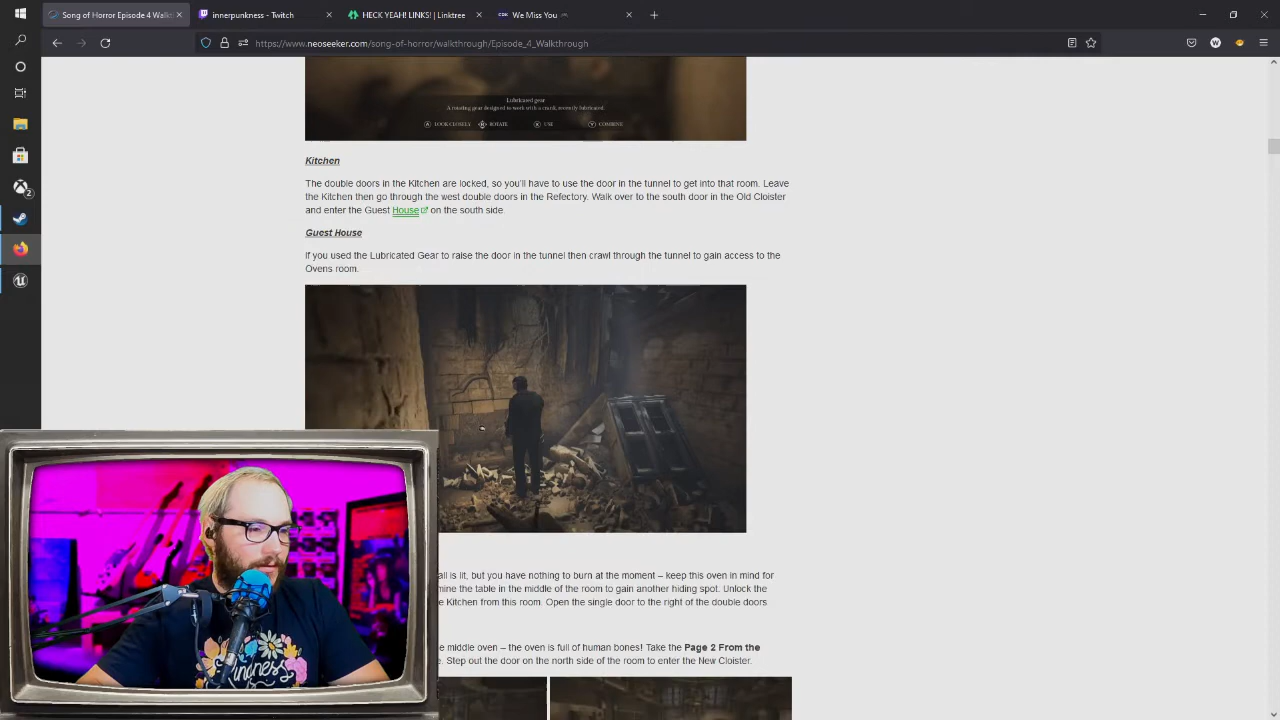 Song of Horror Episode 4 Walkt
innerpunkness - Twitch
HECK YEAH! LINKS! | Linktree
We Miss You
https://www.neoseeker.com/song-of-horror/walkthrough/Episode_4_Walkthrough
Lubricated gear
A rotating gear designed to work with a crank, recently lubricated.
LOOK CLOSELY ROTATE USE COMBINE
Kitchen
The double doors in the Kitchen are locked, so you'll have to use the door in the tunnel to get into that room. Leave
the Kitchen then go through the west double doors in the Refectory. Walk over to the south door in the Old Cloister
and enter the Guest House on the south side.
Guest House
If you used the Lubricated Gear to raise the door in the tunnel then crawl through the tunnel to gain access to the
Ovens room.
all is lit, but you have nothing to burn at the moment – keep this oven in mind for
mine the table in the middle of the room to gain another hiding spot. Unlock the
e Kitchen from this room. Open the single door to the right of the double doors
e middle oven – the oven is full of human bones! Take the Page 2 From the
e. Step out the door on the north side of the room to enter the New Cloister.
kindness